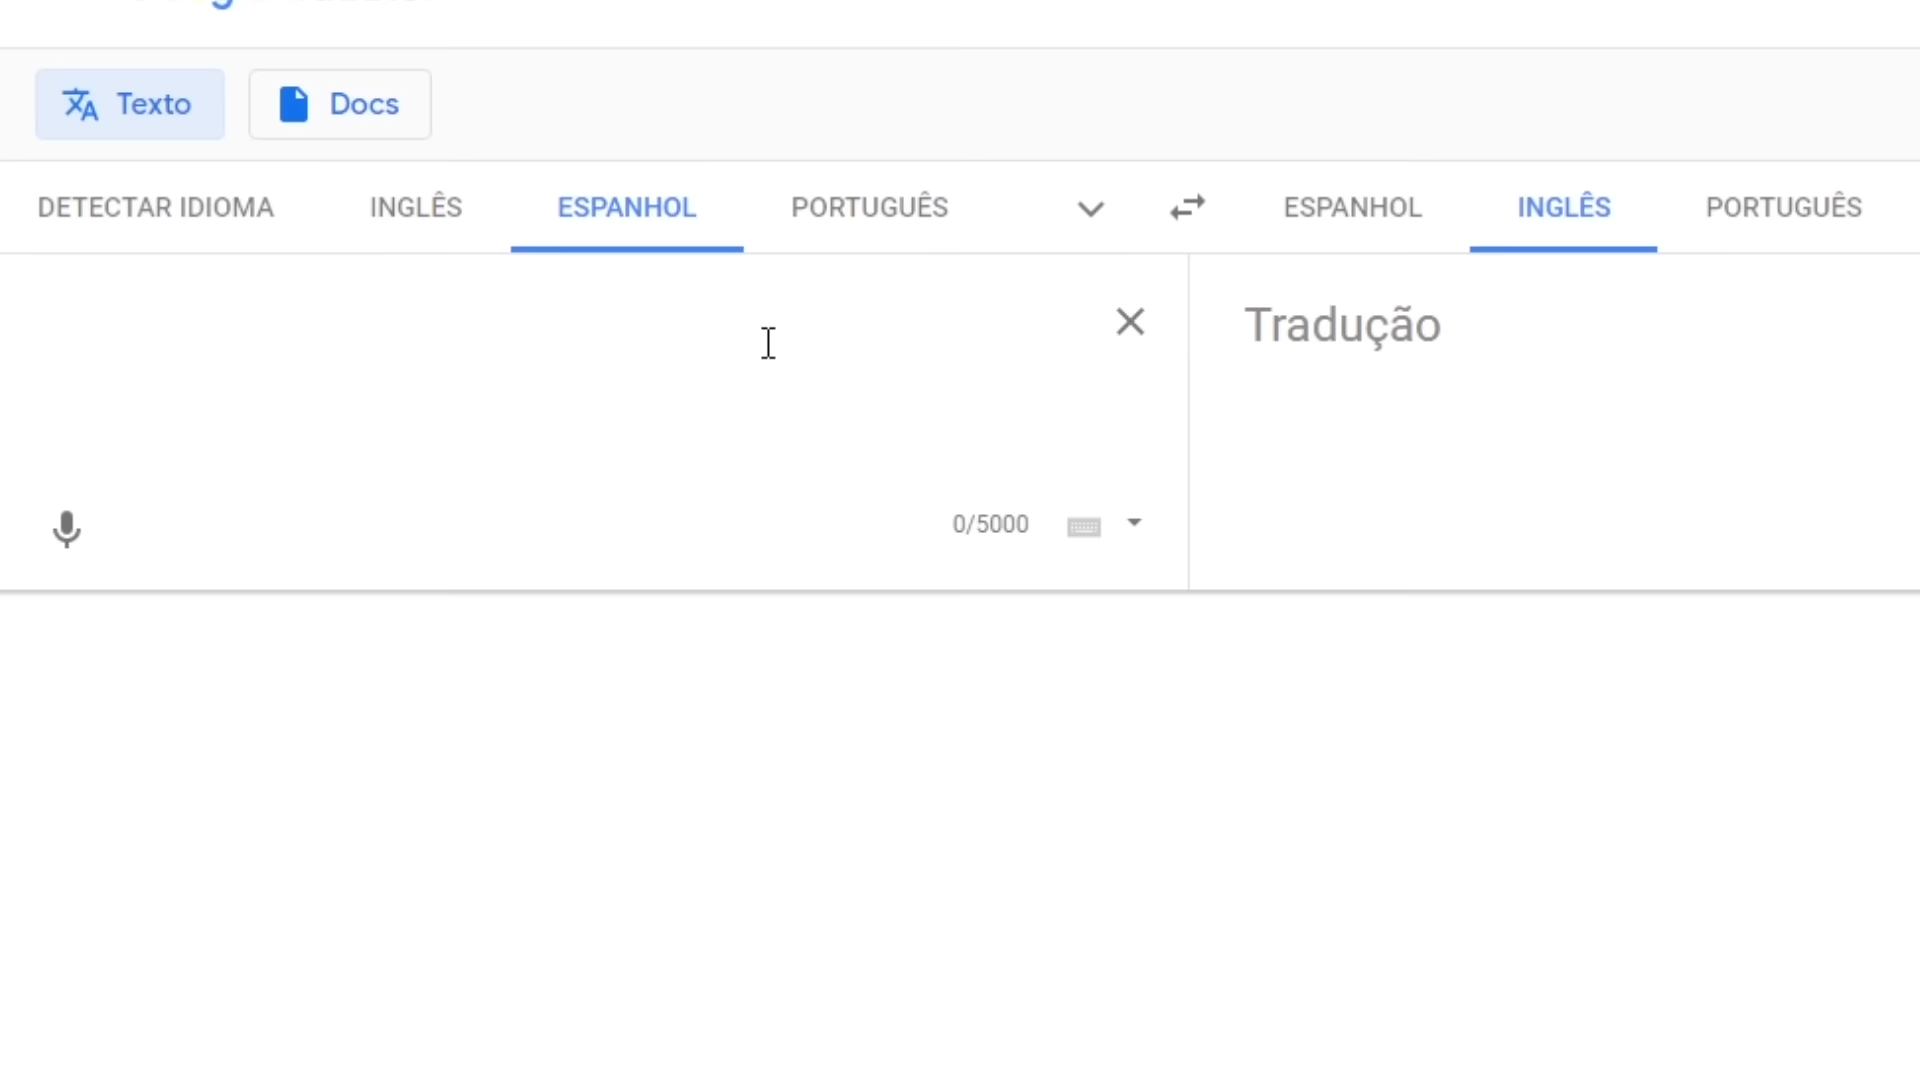 Texto Docs
DETECTAR IDIOMA INGLÊS ESPANHOL PORTUGUÊS ESPANHOL INGLÊS PORTUGUÊS
Tradução
0/5000